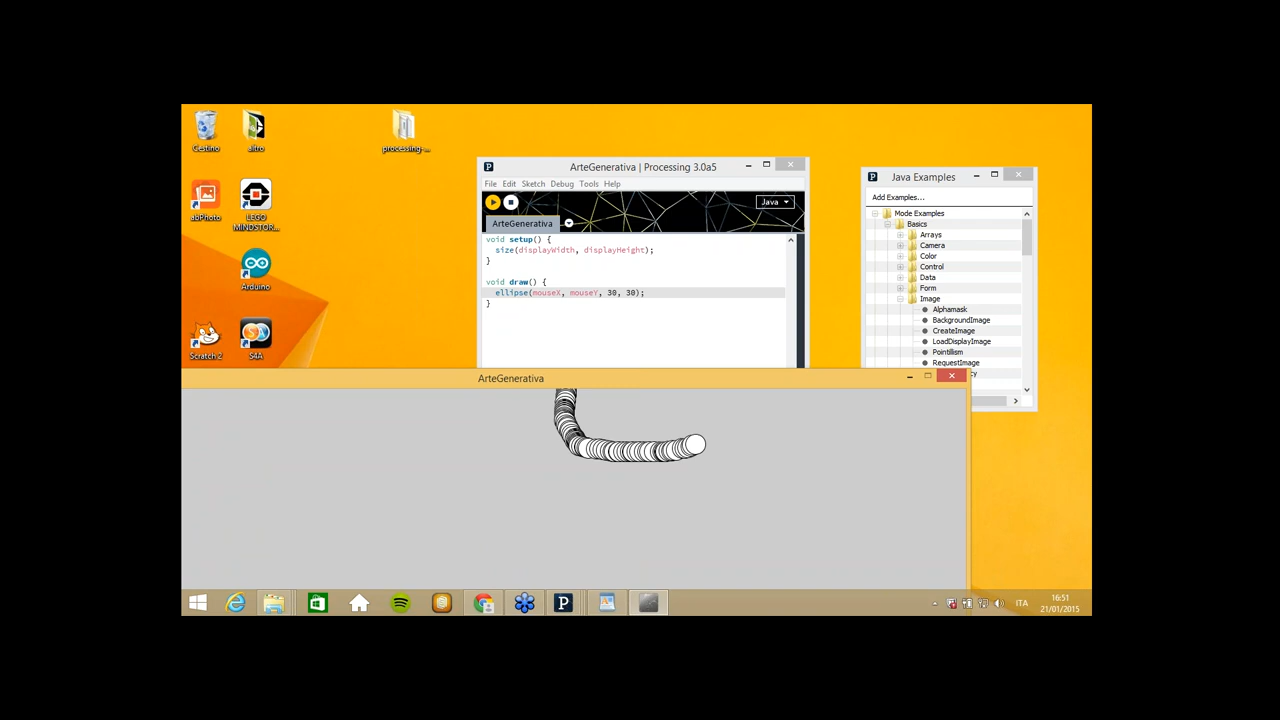 Cestino
altro
processing-...
abPhoto
LEGO
MINDSTOR...
Arduino
Scratch 2
S4A
ArteGenerativa | Processing 3.0a5
File Edit Sketch Debug Tools Help
Java
ArteGenerativa
void setup() {
size(displayWidth, displayHeight);
}
void draw() {
ellipse(mouseX, mouseY, 30, 30);
}
Java Examples
Add Examples...
Mode Examples
Basics
Arrays
Camera
Color
Control
Data
Form
Image
Alphamask
BackgroundImage
CreateImage
LoadDisplayImage
Pointillism
RequestImage
cy
ArteGenerativa
ITA
16:51
21/01/2015